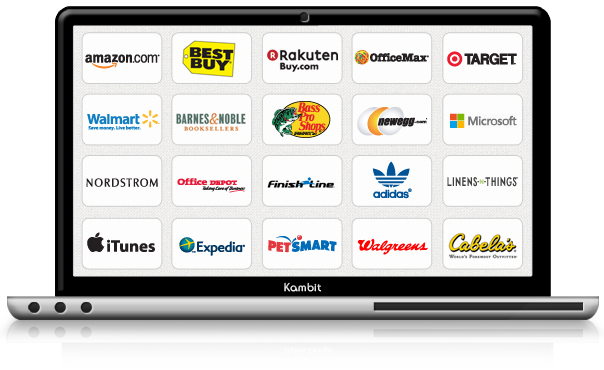 amazon.com
BEST BUY
Rakuten
Buy.com
OfficeMax
TARGET
Walmart
Save money. Live better.
BARNES&NOBLE
BOOKSELLERS
Bass Pro Shops
newegg.com
Microsoft
NORDSTROM
Office DEPOT
Taking Care of Business
Finish Line
adidas
LINENS·N·THINGS
iTunes
Expedia
PETSMART
Walgreens
Cabela's
WORLD'S FOREMOST OUTFITTER
Kambit